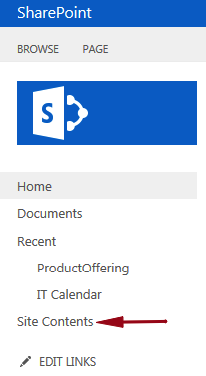 SharePoint
BROWSE PAGE
S
Home
Documents
Recent
ProductOffering
IT Calendar
Site Contents
EDIT LINKS